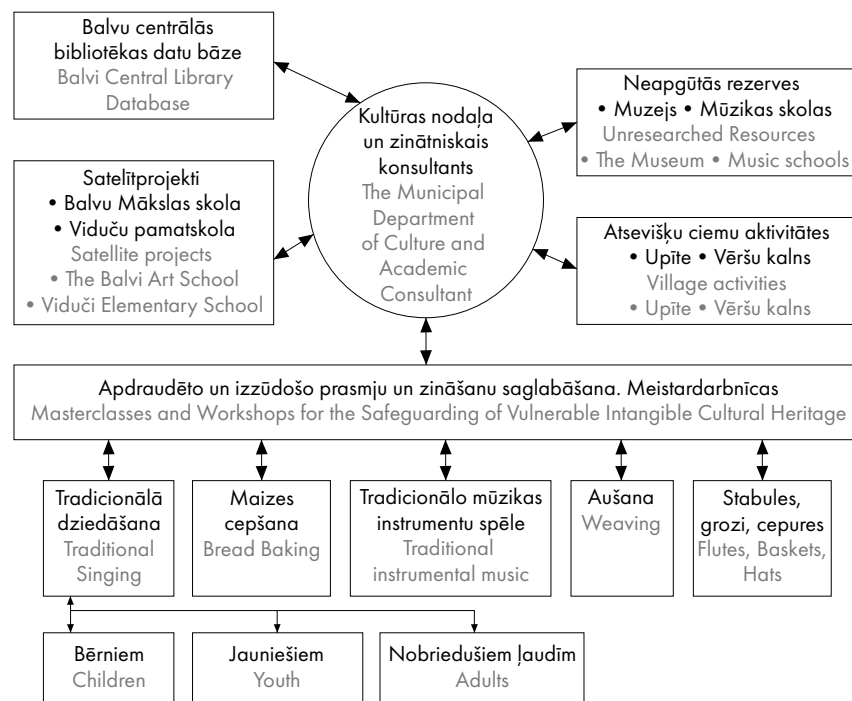 Balvu centrālās
bibliotēkas datu bāze
Balvi Central Library
Database
Kultūras nodaļa
un zinātniskais
konsultants
The Municipal
Department
of Culture and
Academic
Consultant
Neapgūtās rezerves
• Muzejs • Mūzikas skolas
Unresearched Resources
• The Museum • Music schools
Satelītprojekti
• Balvu Mākslas skola
• Viduču pamatskola
Satellite projects
• The Balvi Art School
• Viduči Elementary School
Atsevišķu ciemu aktivitātes
• Upīte • Vēršu kalns
Village activities
• Upīte • Vēršu kalns
Apdraudēto un izzūdošo prasmju un zināšanu saglabāšana. Meistardarbnīcas
Masterclasses and Workshops for the Safeguarding of Vulnerable Intangible Cultural Heritage
Tradicionālā
dziedāšana
Traditional
Singing
Maizes
cepšana
Bread Baking
Tradicionālo mūzikas
instrumentu spēle
Traditional
instrumental music
Aušana
Weaving
Stabules,
grozi, cepures
Flutes, Baskets,
Hats
Bērniem
Children
Jauniešiem
Youth
Nobriedušiem ļaudīm
Adults